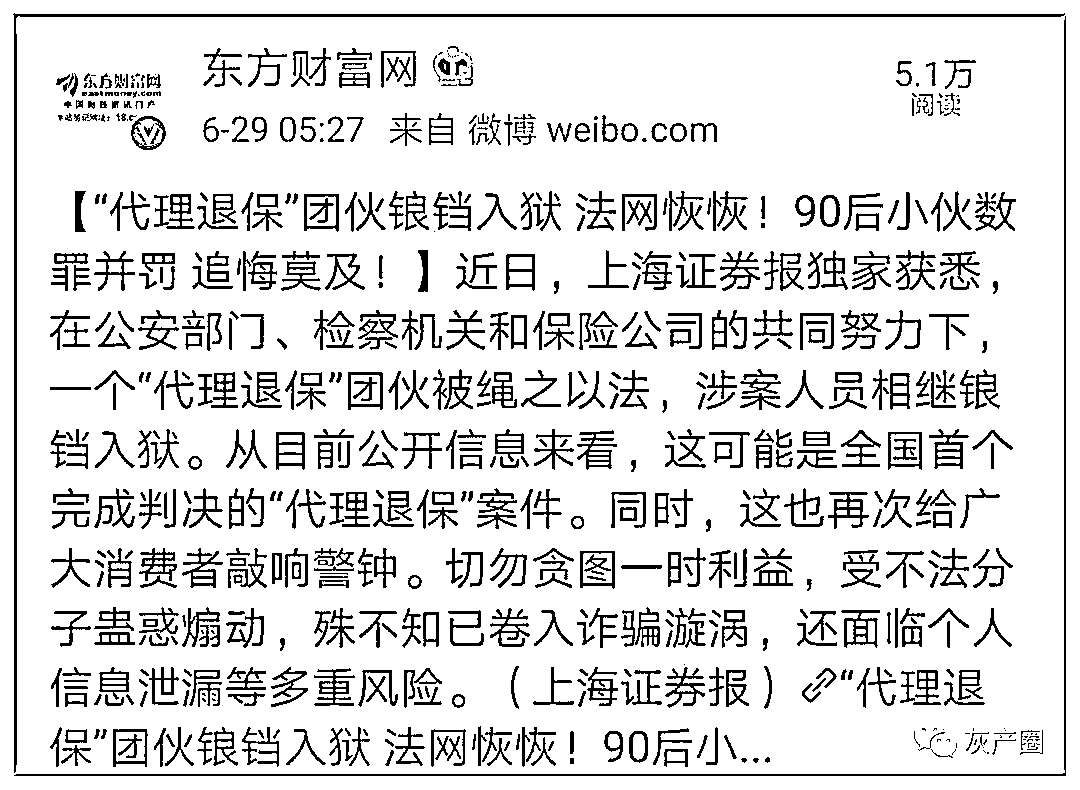 东方财富网
5.1万
阅读
东方财富网
eastmoney.com
6-29 05:27 来自 微博 weibo.com
【“代理退保”团伙锒铛入狱 法网恢恢！90后小伙数
罪并罚 追悔莫及！】近日，上海证券报独家获悉，
在公安部门、检察机关和保险公司的共同努力下，
一个“代理退保”团伙被绳之以法，涉案人员相继锒
铛入狱。从目前公开信息来看，这可能是全国首个
完成判决的“代理退保”案件。同时，这也再次给广
大消费者敲响警钟。切勿贪图一时利益，受不法分
子蛊惑煽动，殊不知已卷入诈骗漩涡，还面临个人
信息泄漏等多重风险。（上海证券报）“代理退
保”团伙锒铛入狱 法网恢恢！90后小...
灰产圈